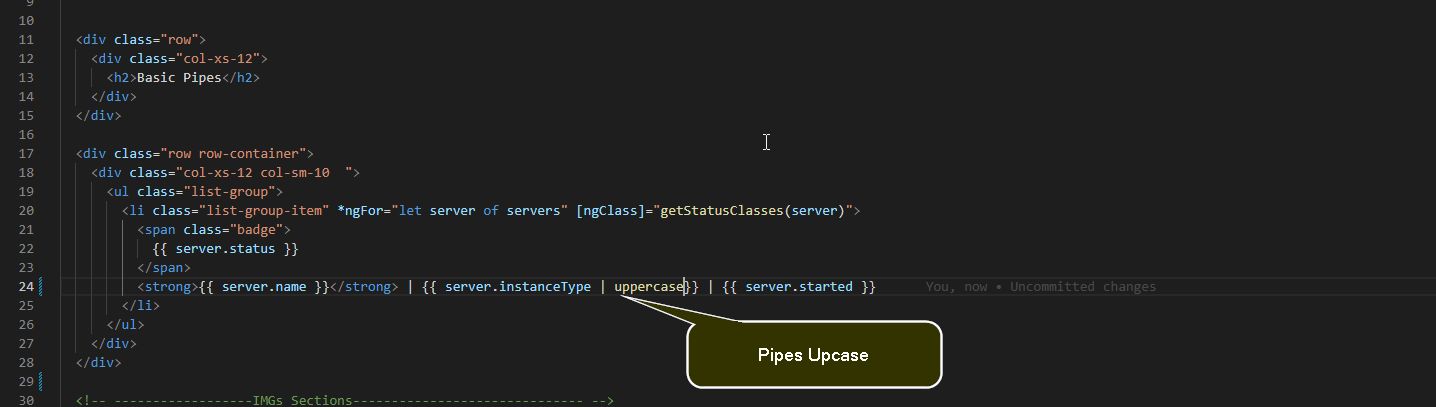 9
10
11 <div class="row">
12 <div class="col-xs-12">
13 <h2>Basic Pipes</h2>
14 </div>
15 </div>
16
17 <div class="row row-container">
18 <div class="col-xs-12 col-sm-10  ">
19 <ul class="list-group">
20 <li class="list-group-item" *ngFor="let server of servers" [ngClass]="getStatusClasses(server)">
21 <span class="badge">
22 {{ server.status }}
23 </span>
24 <strong>{{ server.name }}</strong> | {{ server.instanceType | uppercase}} | {{ server.started }} You, now • Uncommitted changes
25 </li>
26 </ul>
27 </div>
28 </div>
29
30 <!-- ------------------IMGs Sections------------------------------ -->
Pipes Upcase